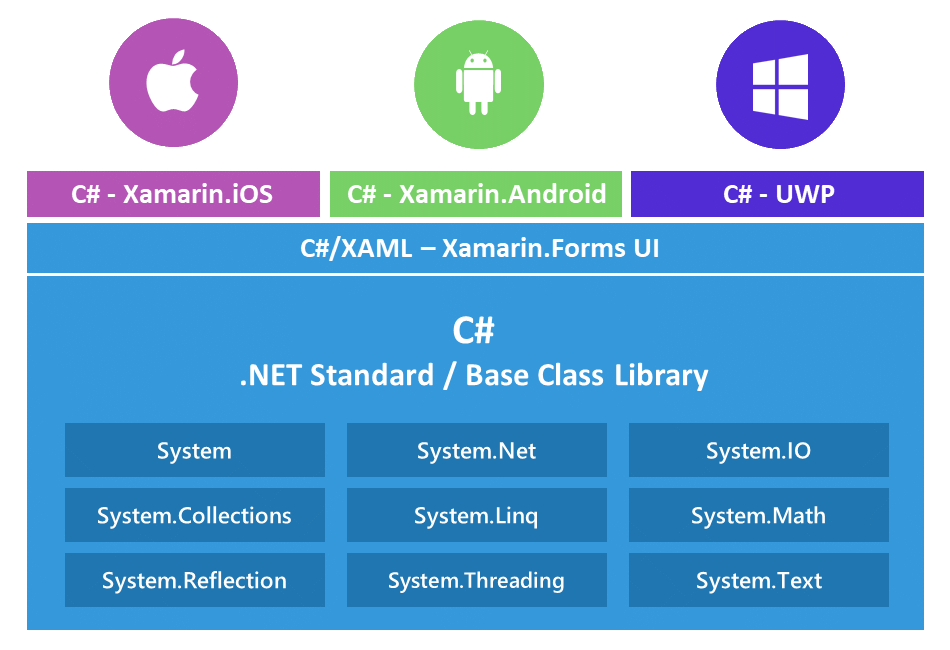 C# - Xamarin.iOS
C# - Xamarin.Android
C# - UWP
C#/XAML – Xamarin.Forms UI
C#
.NET Standard / Base Class Library
System
System.Net
System.IO
System.Collections
System.Linq
System.Math
System.Reflection
System.Threading
System.Text